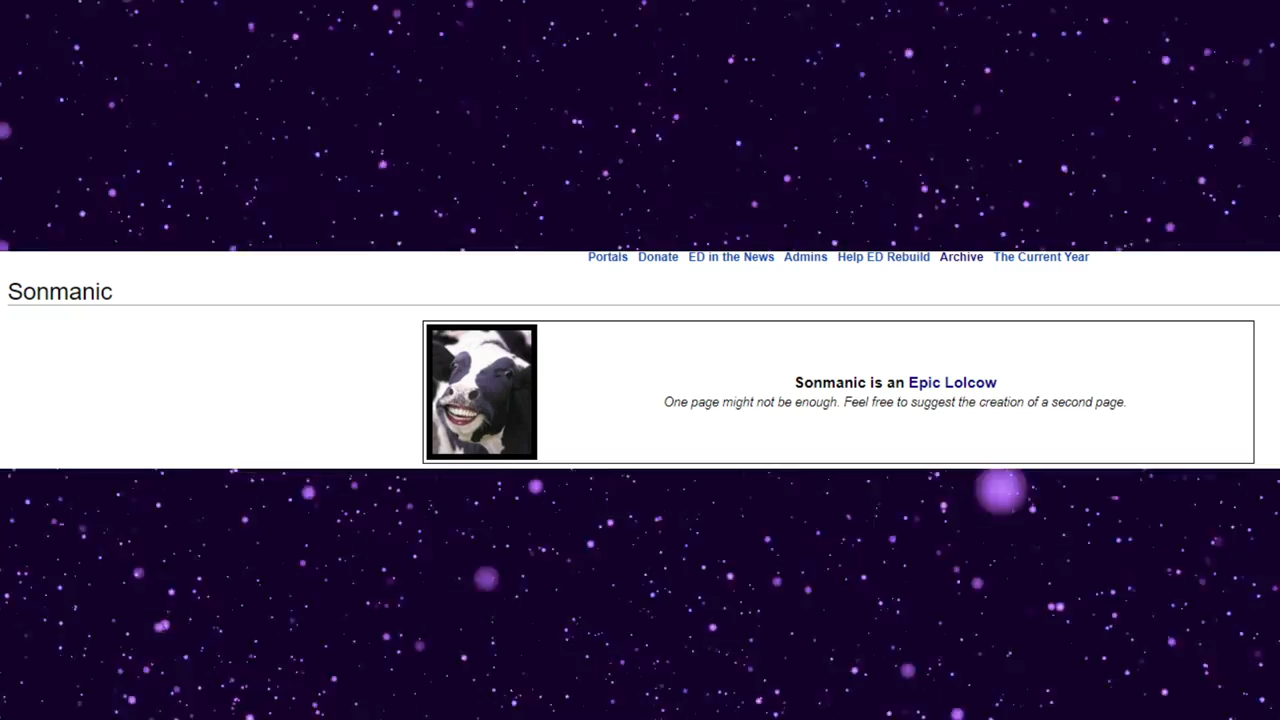 Portals Donate ED in the News Admins Help ED Rebuild Archive The Current Year
Sonmanic
Sonmanic is an Epic Lolcow
One page might not be enough. Feel free to suggest the creation of a second page.